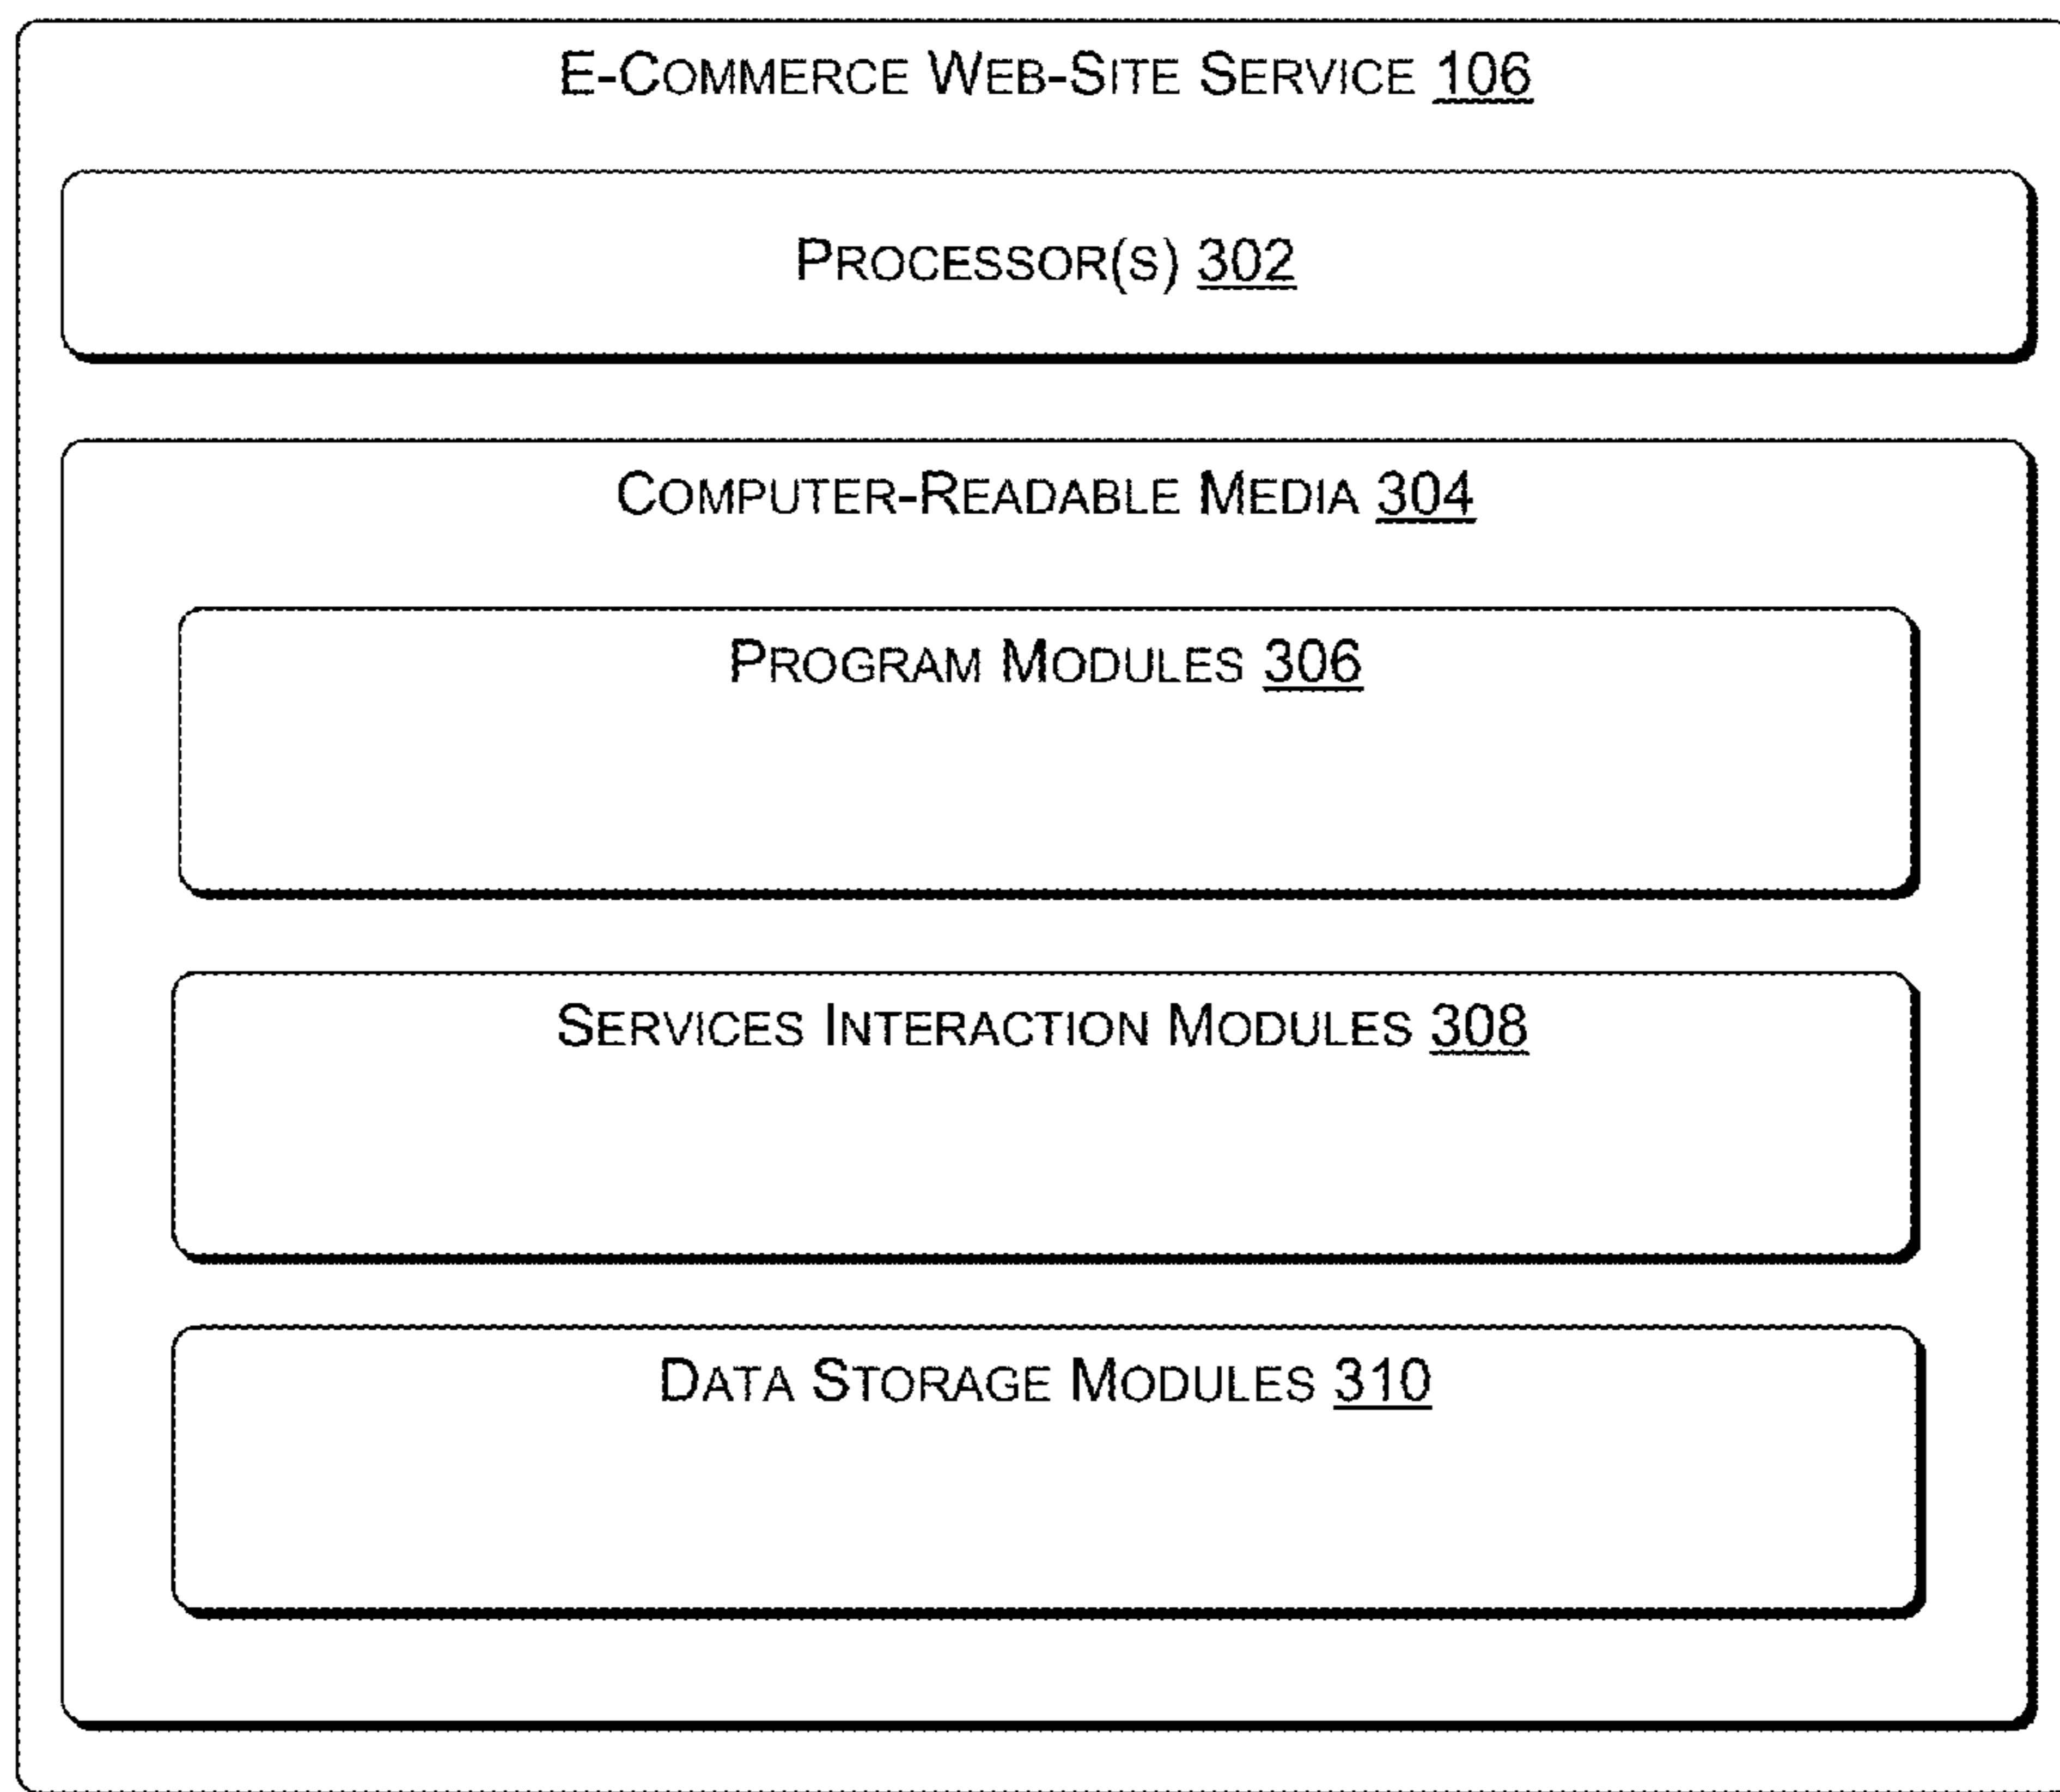 E-COMMERCE WEB-SITE SERVICE 106
PROCESSOR(S) 302
COMPUTER-READABLE MEDIA 304
PROGRAM MODULES 306
SERVICES INTERACTION MODULES 308
DATA STORAGE MODULES 310